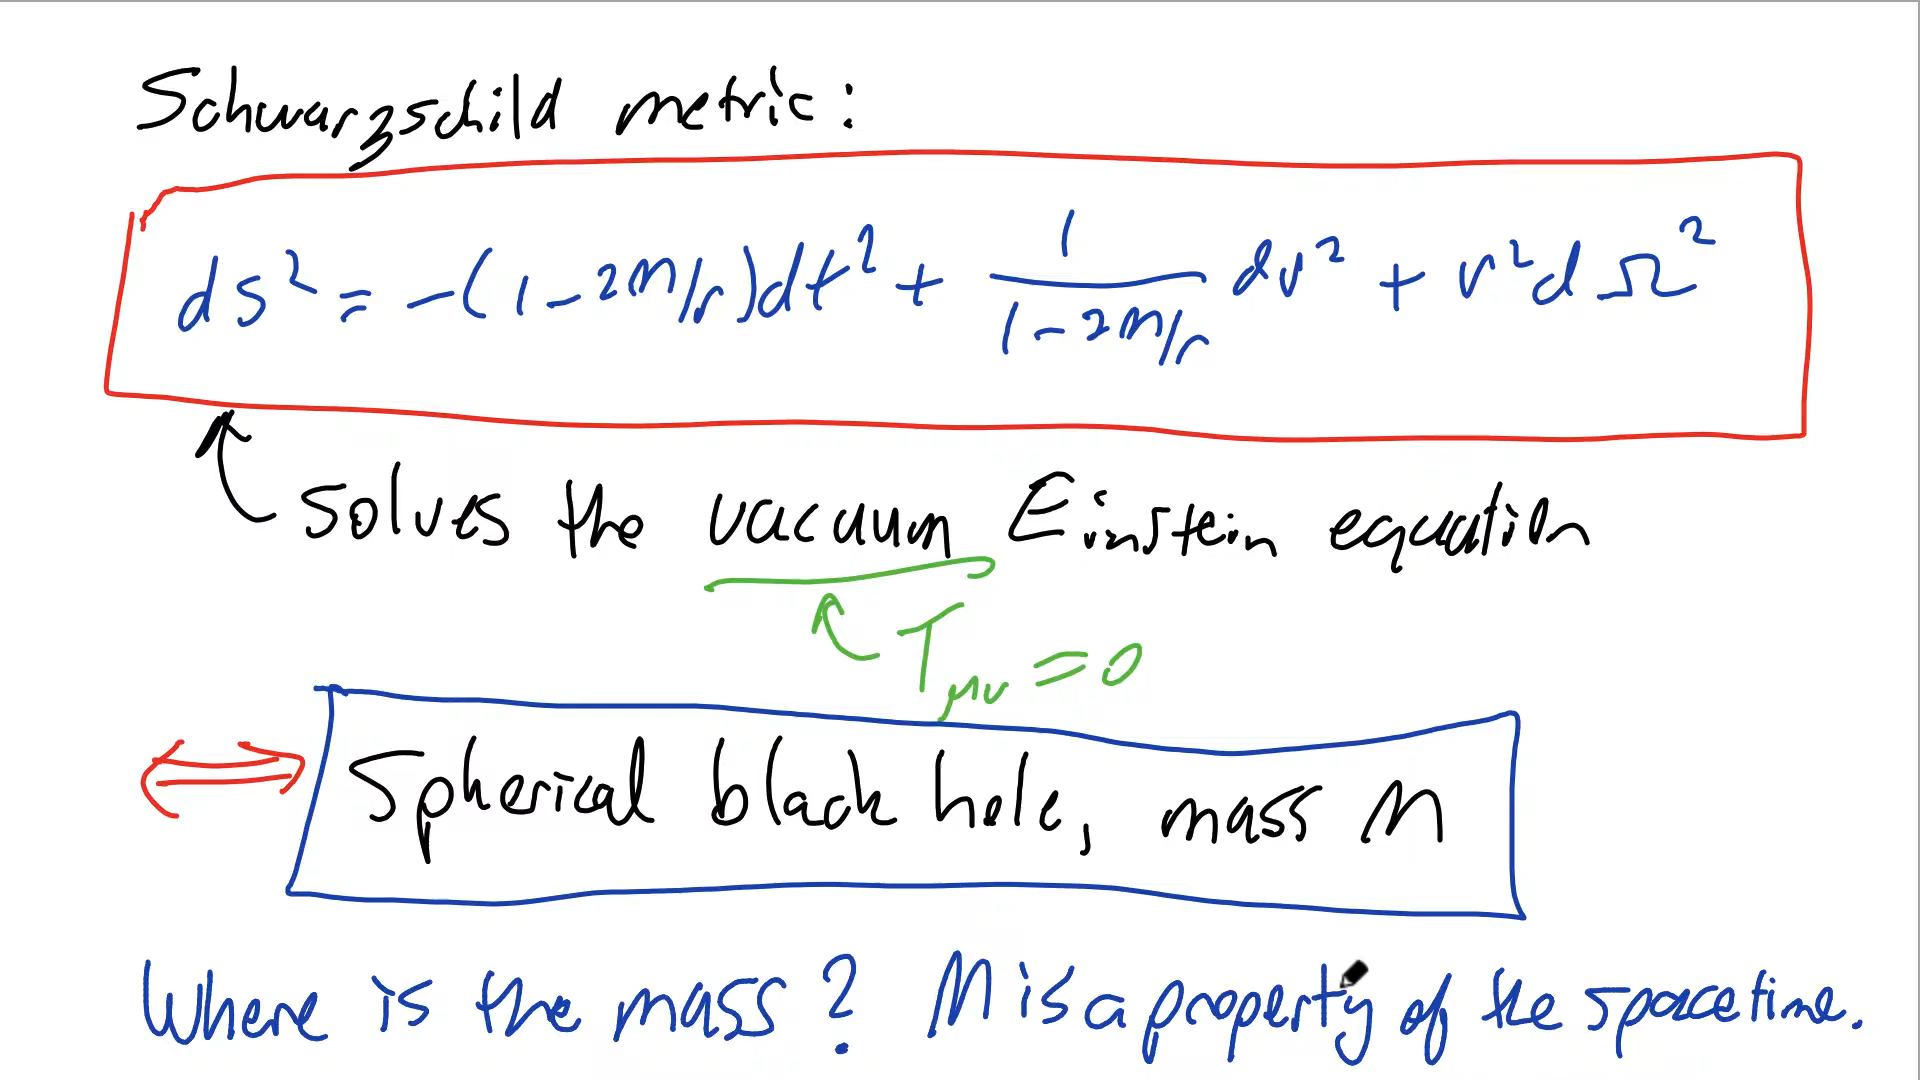 Schwarzschild metric:
ds² = -(1-2M/r)dt² + 1/(1-2M/r) dr² + r²dΩ²
solves the vacuum Einstein equation
Tμν = 0
Spherical black hole, mass M
Where is the mass? M is a property of the spacetime.